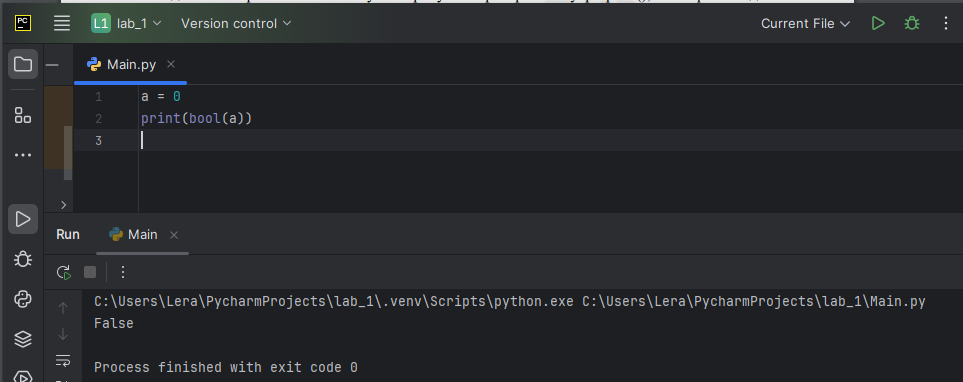 PC
L1 lab_1 Version control Current File
Main.py
1 a = 0
2 print(bool(a))
3
Run Main
C:\Users\Lera\PycharmProjects\lab_1\.venv\Scripts\python.exe C:\Users\Lera\PycharmProjects\lab_1\Main.py
False
Process finished with exit code 0